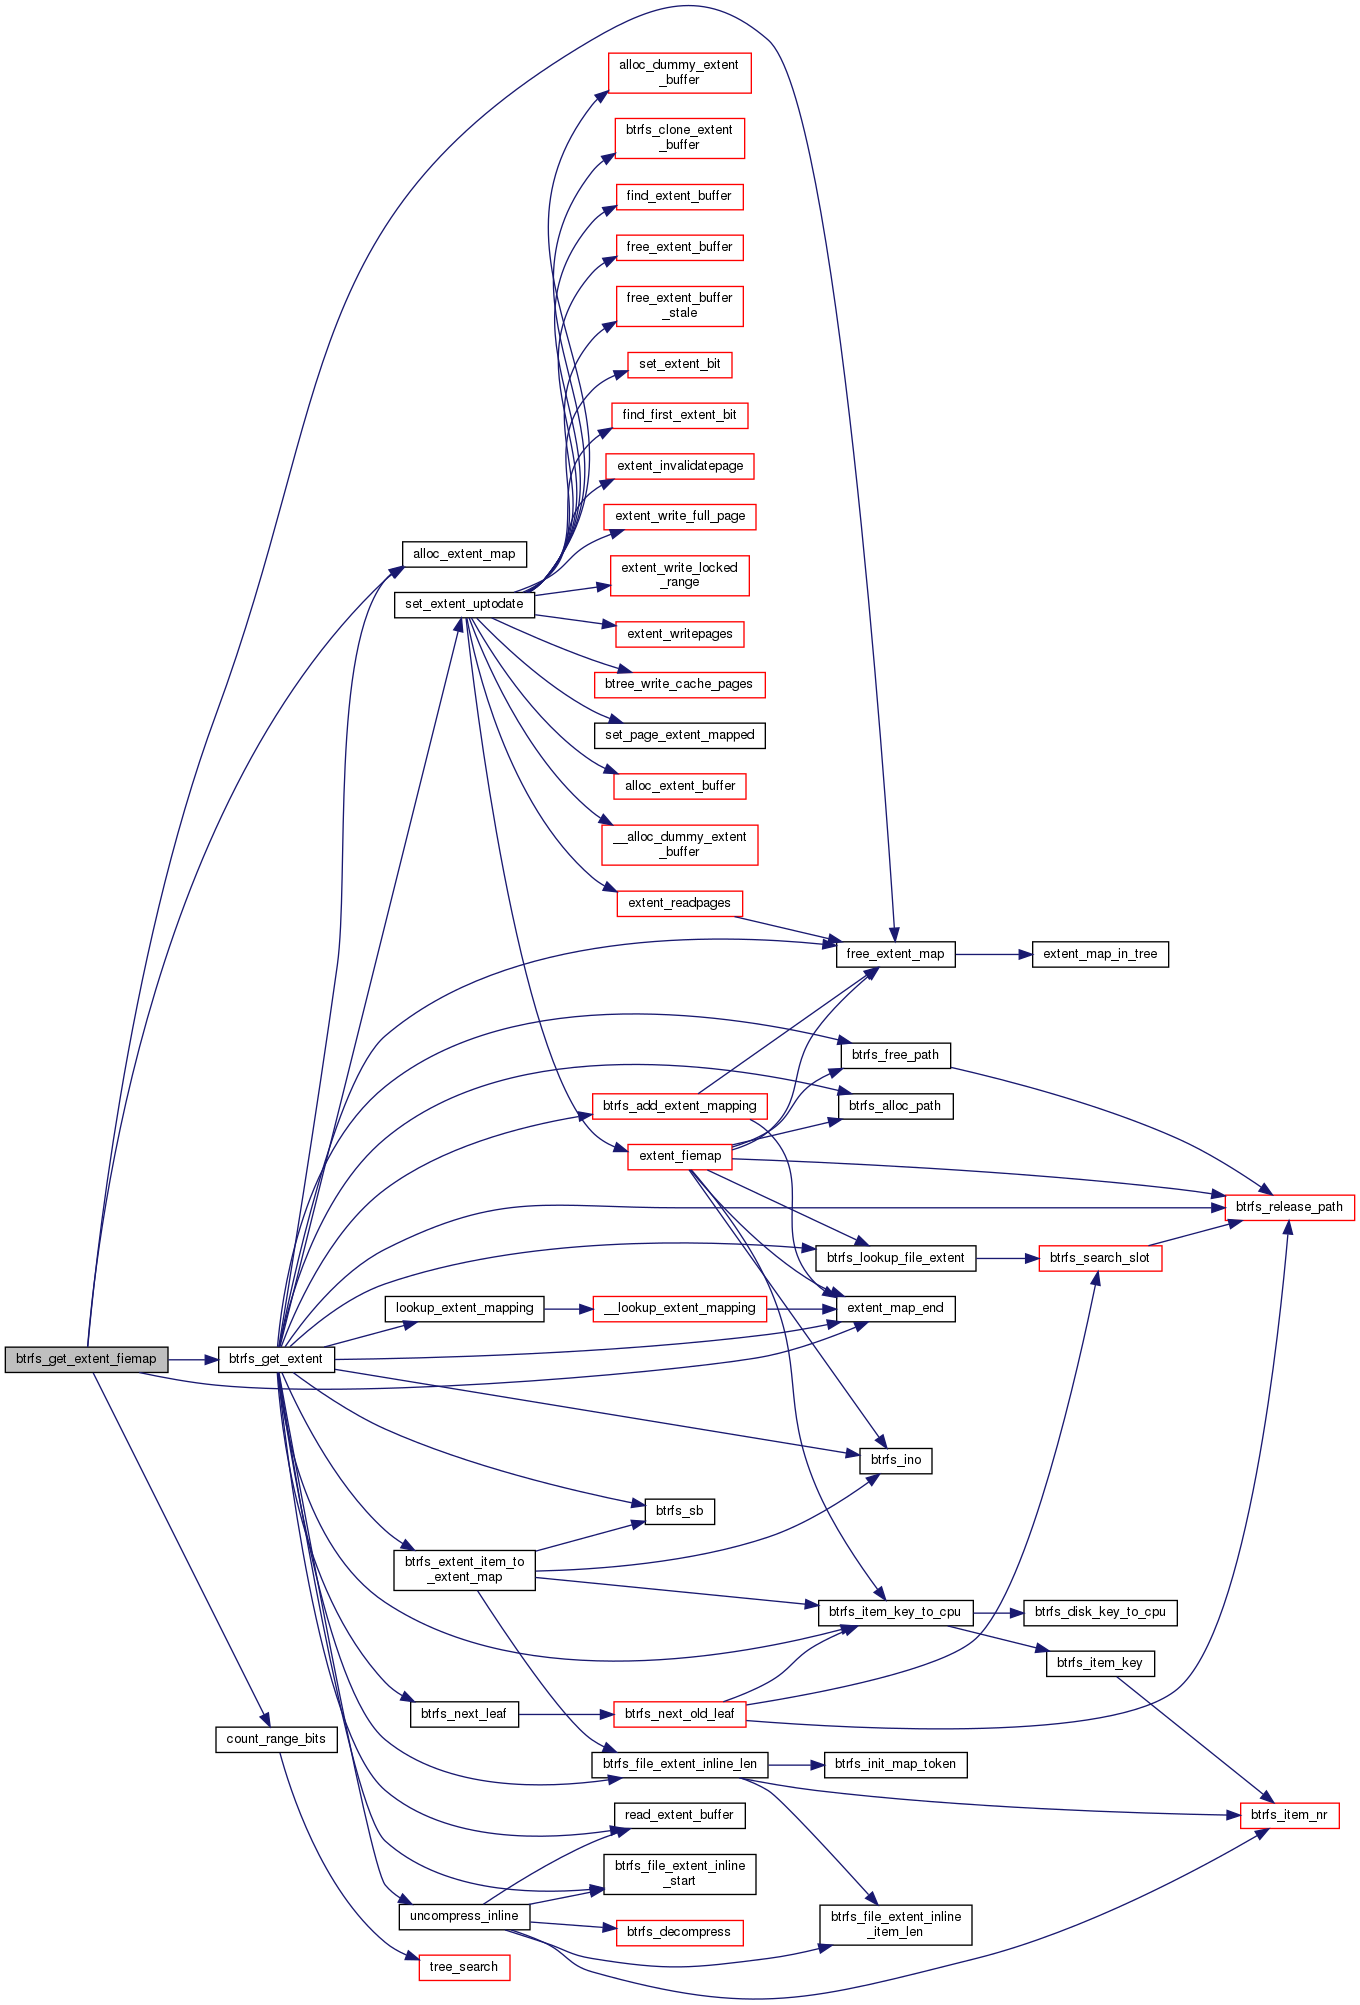 alloc_dummy_extent
_buffer
btrfs_clone_extent
_buffer
find_extent_buffer
free_extent_buffer
free_extent_buffer
_stale
set_extent_bit
find_first_extent_bit
extent_invalidatepage
extent_write_full_page
alloc_extent_map
extent_write_locked
_range
set_extent_uptodate
extent_writepages
btree_write_cache_pages
set_page_extent_mapped
alloc_extent_buffer
__alloc_dummy_extent
_buffer
extent_readpages
free_extent_map
extent_map_in_tree
btrfs_free_path
btrfs_add_extent_mapping
btrfs_alloc_path
extent_fiemap
btrfs_release_path
btrfs_lookup_file_extent
btrfs_search_slot
lookup_extent_mapping
__lookup_extent_mapping
extent_map_end
btrfs_get_extent_fiemap
btrfs_get_extent
btrfs_ino
btrfs_sb
btrfs_extent_item_to
_extent_map
btrfs_item_key_to_cpu
btrfs_disk_key_to_cpu
btrfs_item_key
btrfs_next_leaf
btrfs_next_old_leaf
count_range_bits
btrfs_file_extent_inline_len
btrfs_init_map_token
read_extent_buffer
btrfs_item_nr
btrfs_file_extent_inline
_start
uncompress_inline
btrfs_file_extent_inline
_item_len
btrfs_decompress
tree_search